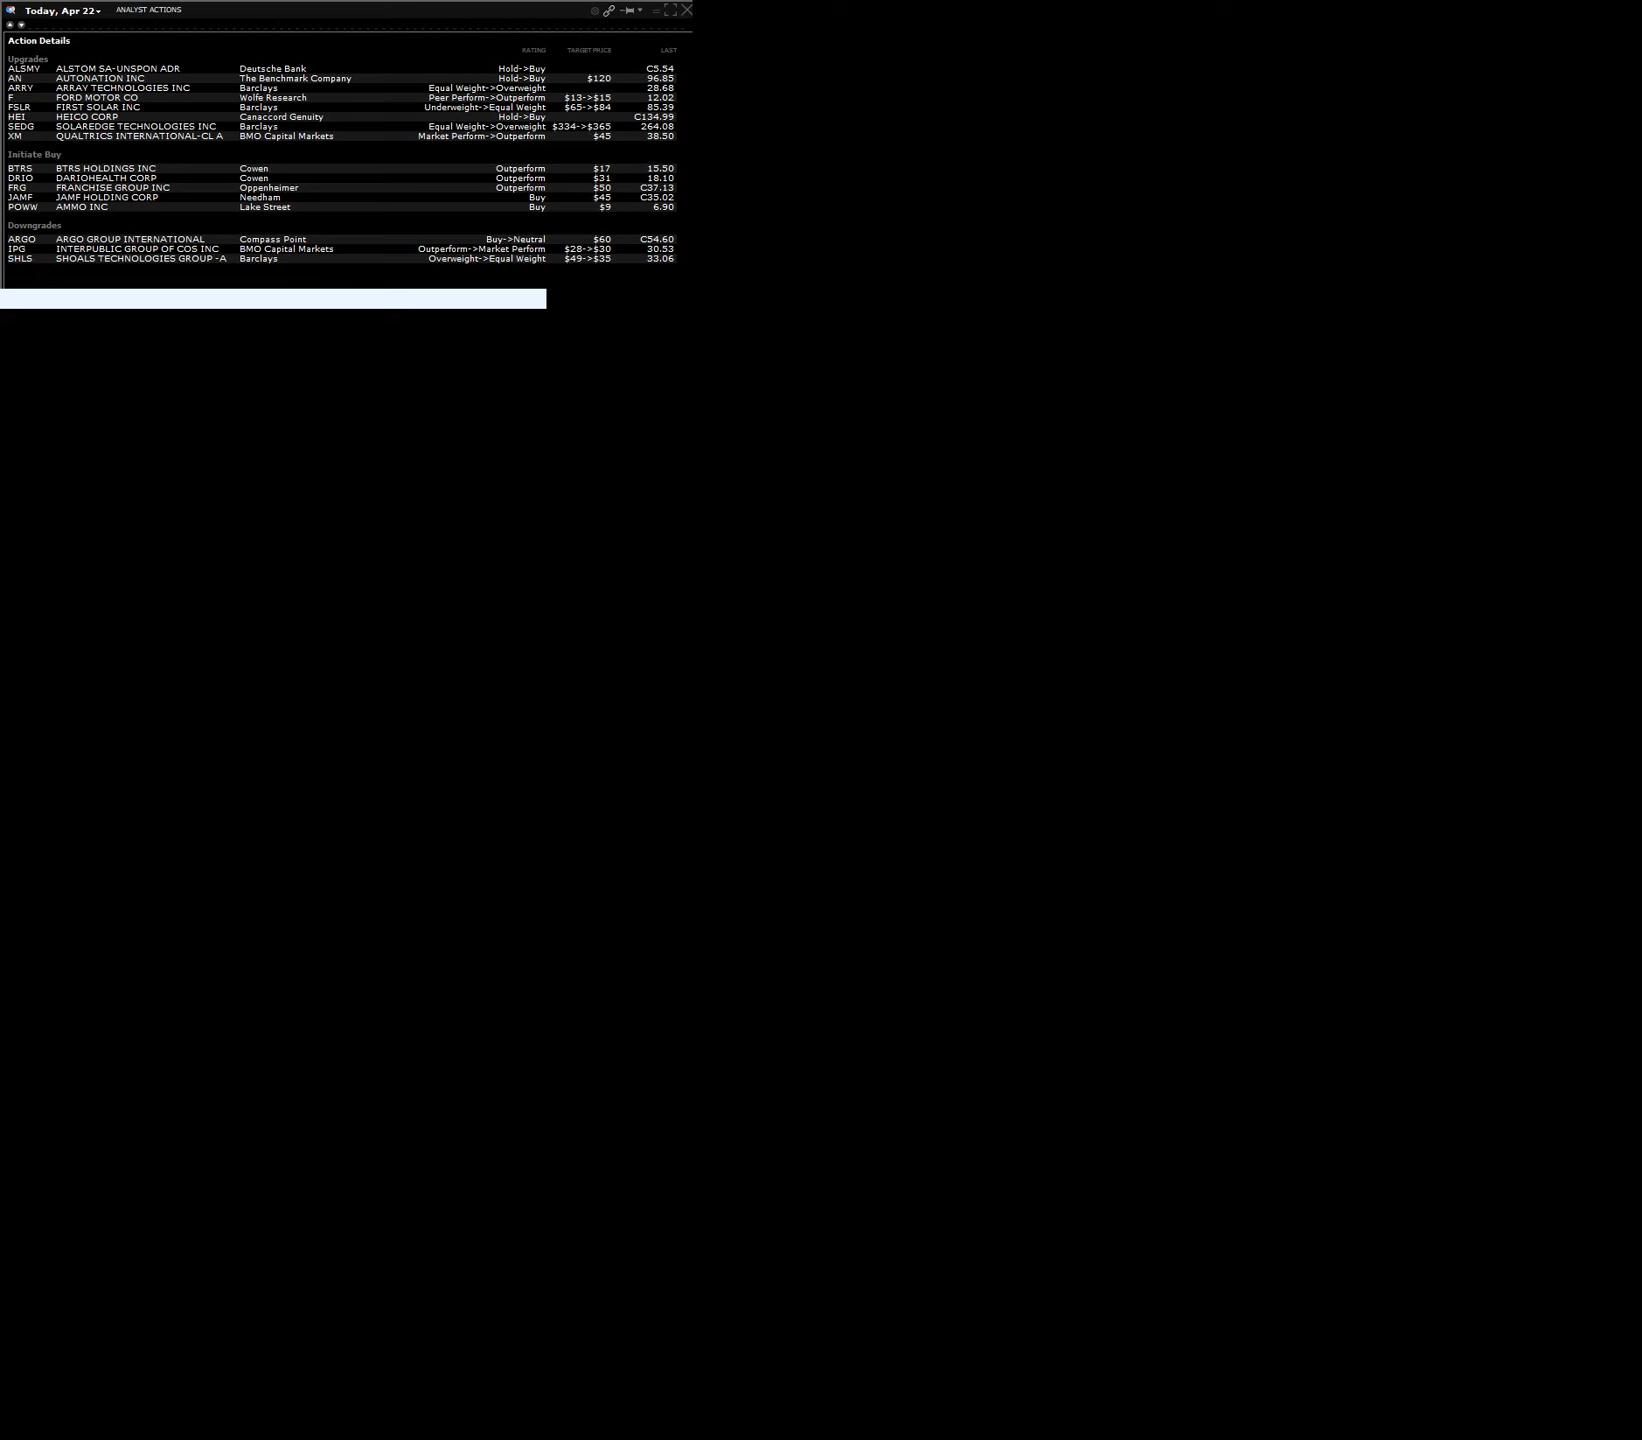 Today, Apr 22 ANALYST ACTIONS
Action Details
RATING TARGET PRICE LAST
Upgrades
ALSMY ALSTOM SA-UNSPON ADR Deutsche Bank Hold->Buy C5.54
AN AUTONATION INC The Benchmark Company Hold->Buy $120 96.85
ARRY ARRAY TECHNOLOGIES INC Barclays Equal Weight->Overweight 28.68
F FORD MOTOR CO Wolfe Research Peer Perform->Outperform $13->$15 12.02
FSLR FIRST SOLAR INC Barclays Underweight->Equal Weight $65->$84 85.39
HEI HEICO CORP Canaccord Genuity Hold->Buy C134.99
SEDG SOLAREDGE TECHNOLOGIES INC Barclays Equal Weight->Overweight $334->$365 264.08
XM QUALTRICS INTERNATIONAL-CL A BMO Capital Markets Market Perform->Outperform $45 38.50
Initiate Buy
BTRS BTRS HOLDINGS INC Cowen Outperform $17 15.50
DRIO DARIOHEALTH CORP Cowen Outperform $31 18.10
FRG FRANCHISE GROUP INC Oppenheimer Outperform $50 C37.13
JAMF JAMF HOLDING CORP Needham Buy $45 C35.02
POWW AMMO INC Lake Street Buy $9 6.90
Downgrades
ARGO ARGO GROUP INTERNATIONAL Compass Point Buy->Neutral $60 C54.60
IPG INTERPUBLIC GROUP OF COS INC BMO Capital Markets Outperform->Market Perform $28->$30 30.53
SHLS SHOALS TECHNOLOGIES GROUP -A Barclays Overweight->Equal Weight $49->$35 33.06